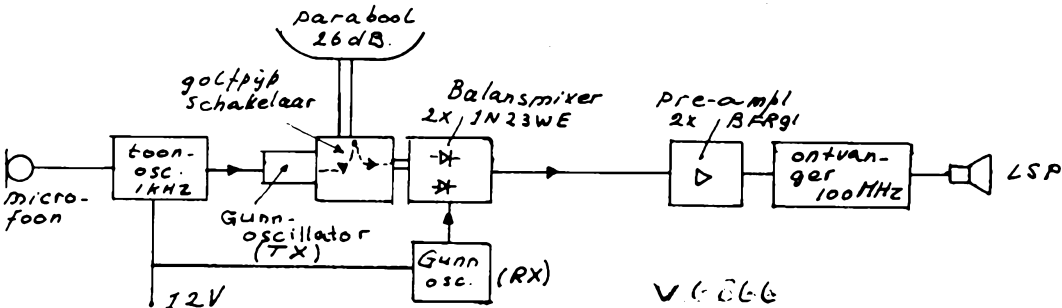 parabool
26dB.
golfpijp
schakelaar
Balansmixer
2x 1N23WE
pre-ampl
2x BFR91
toon-
osc.
1kHz
ontvan-
ger
100MHz
LSP
micro-
foon
Gunn-
oscillator
(TX)
Gunn
osc.
(RX)
12V